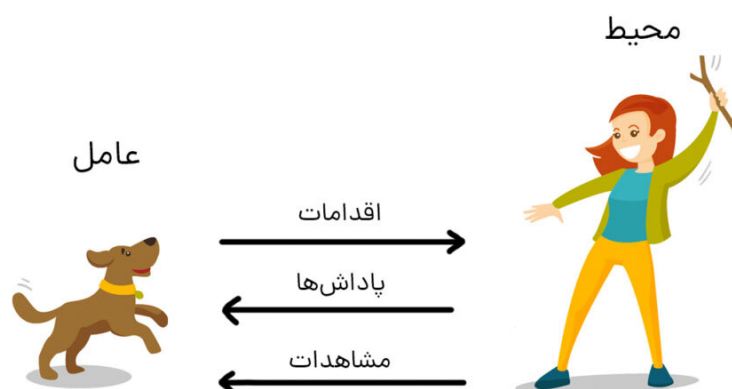 محیط
عامل
اقدامات
پاداش‌ها
مشاهدات